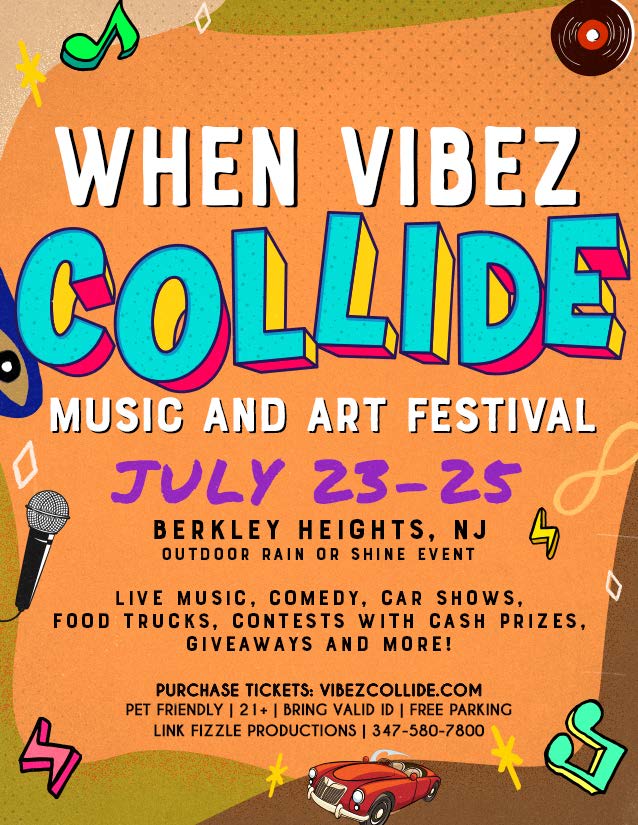 WHEN VIBEZ
COLLIDE
MUSIC AND ART FESTIVAL
JULY 23-25
BERKLEY HEIGHTS, NJ
OUTDOOR RAIN OR SHINE EVENT
LIVE MUSIC, COMEDY, CAR SHOWS,
FOOD TRUCKS, CONTESTS WITH CASH PRIZES,
GIVEAWAYS AND MORE!
PURCHASE TICKETS: VIBEZCOLLIDE.COM
PET FRIENDLY | 21+ | BRING VALID ID | FREE PARKING
LINK FIZZLE PRODUCTIONS | 347-580-7800